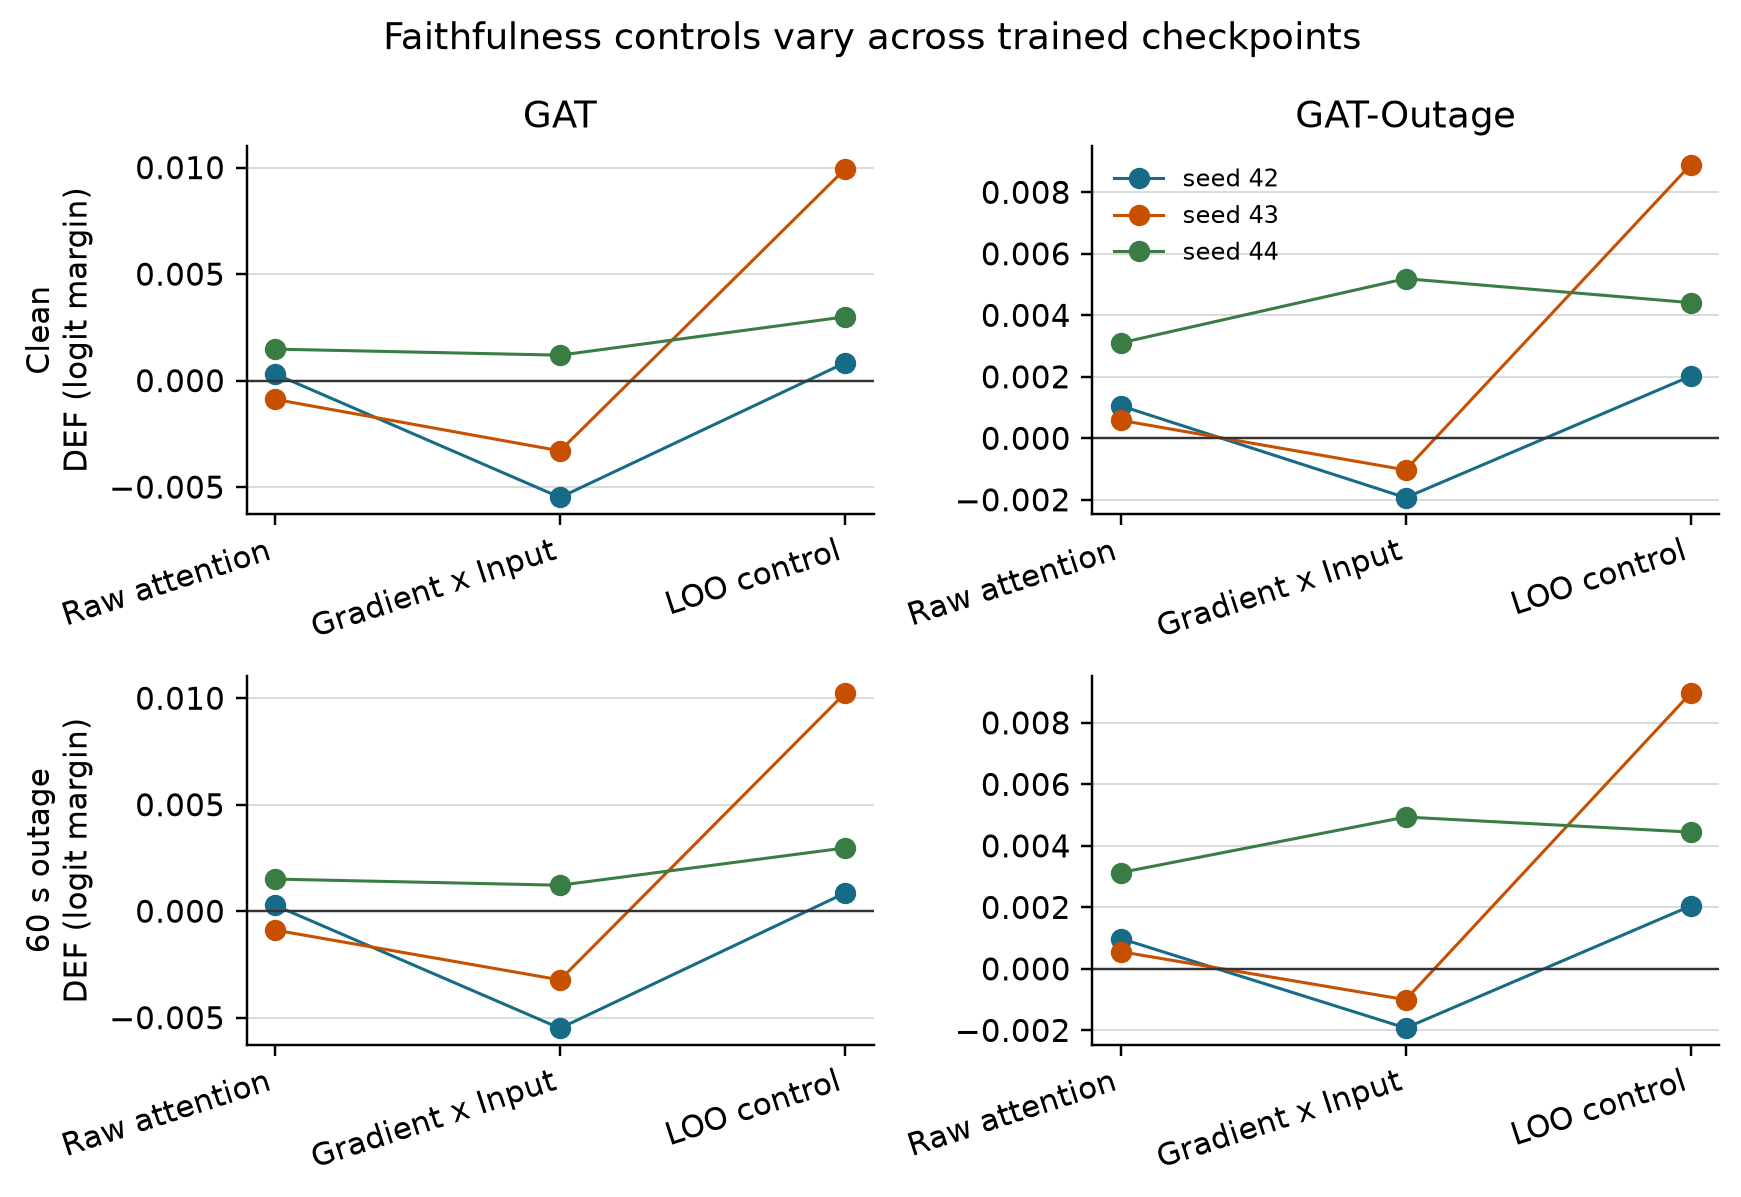 Faithfulness controls vary across trained checkpoints
GAT
GAT-Outage
Clean
DEF (logit margin)
0.010
0.005
0.000
−0.005
Raw attention
Gradient x Input
LOO control
0.008
0.006
0.004
0.002
0.000
−0.002
seed 42
seed 43
seed 44
Raw attention
Gradient x Input
LOO control
60 s outage
DEF (logit margin)
0.010
0.005
0.000
−0.005
Raw attention
Gradient x Input
LOO control
0.008
0.006
0.004
0.002
0.000
−0.002
Raw attention
Gradient x Input
LOO control